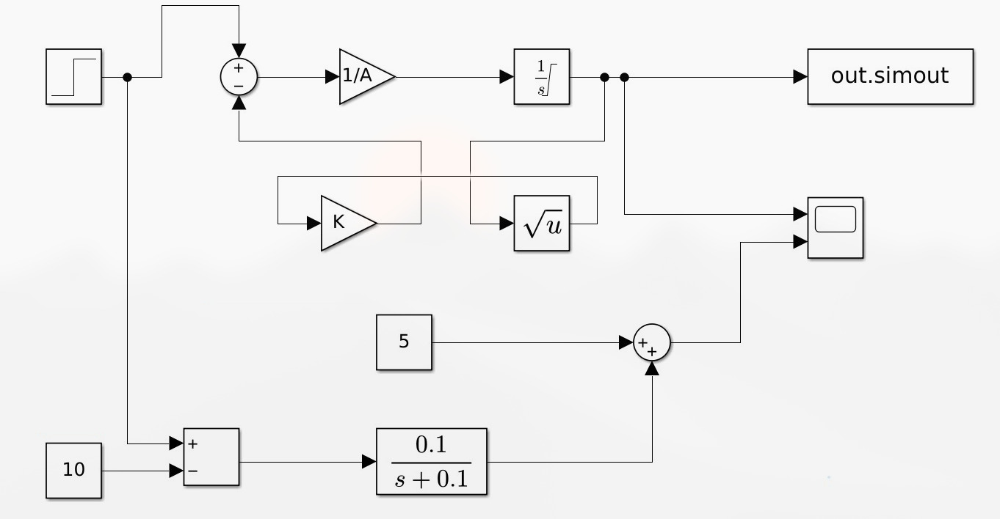 +
−
1/A
1
s
out.simout
K
√u
5
+
+
+
−
10
0.1
s + 0.1